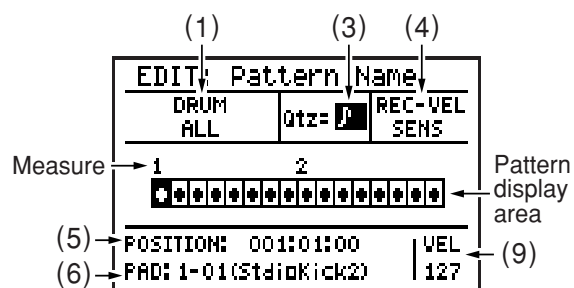 (1) (3) (4)
EDIT: Pattern Name
DRUM ALL
Qtz=
REC-VEL SENS
Measure 1 2
Pattern display area
(5) POSITION: 001:01:00
(6) PAD: 1-01(StdioKick2)
VEL 127
(9)